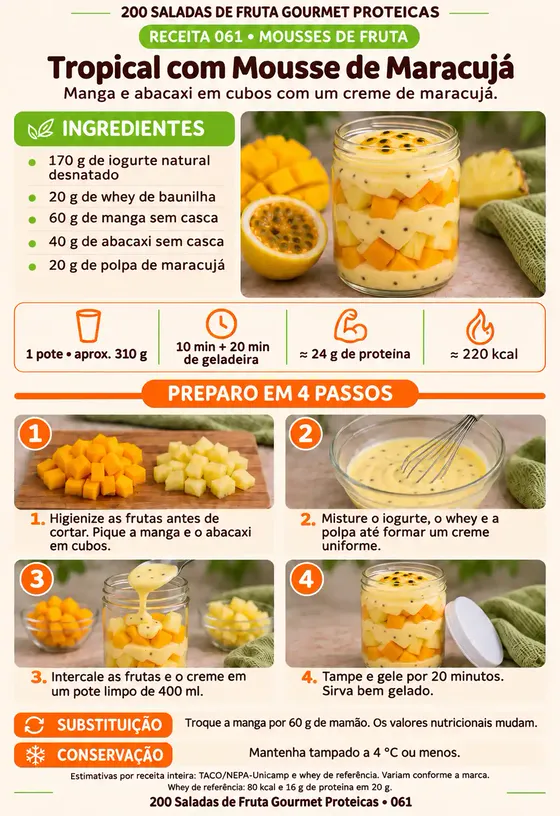 200 SALADAS DE FRUTA GOURMET PROTEICAS
RECEITA 061 • MOUSSES DE FRUTA
Tropical com Mousse de Maracujá
Manga e abacaxi em cubos com um creme de maracujá.
INGREDIENTES
• 170 g de iogurte natural
desnatado
• 20 g de whey de baunilha
• 60 g de manga sem casca
• 40 g de abacaxi sem casca
• 20 g de polpa de maracujá
1 pote • aprox. 310 g
10 min + 20 min
de geladeira
≈ 24 g de proteína
≈ 220 kcal
PREPARO EM 4 PASSOS
1
1. Higienize as frutas antes de
cortar. Pique a manga e o abacaxi
em cubos.
2
2. Misture o iogurte, o whey e a
polpa até formar um creme
uniforme.
3
3. Intercale as frutas e o creme em
um pote limpo de 400 ml.
4
4. Tampe e gele por 20 minutos.
Sirva bem gelado.
SUBSTITUIÇÃO
Troque a manga por 60 g de mamão. Os valores nutricionais mudam.
CONSERVAÇÃO
Mantenha tampado a 4 °C ou menos.
Estimativas por receita inteira: TACO/NEPA-Unicamp e whey de referência. Variam conforme a marca.
Whey de referência: 80 kcal e 16 g de proteína em 20 g.
200 Saladas de Fruta Gourmet Proteicas • 061